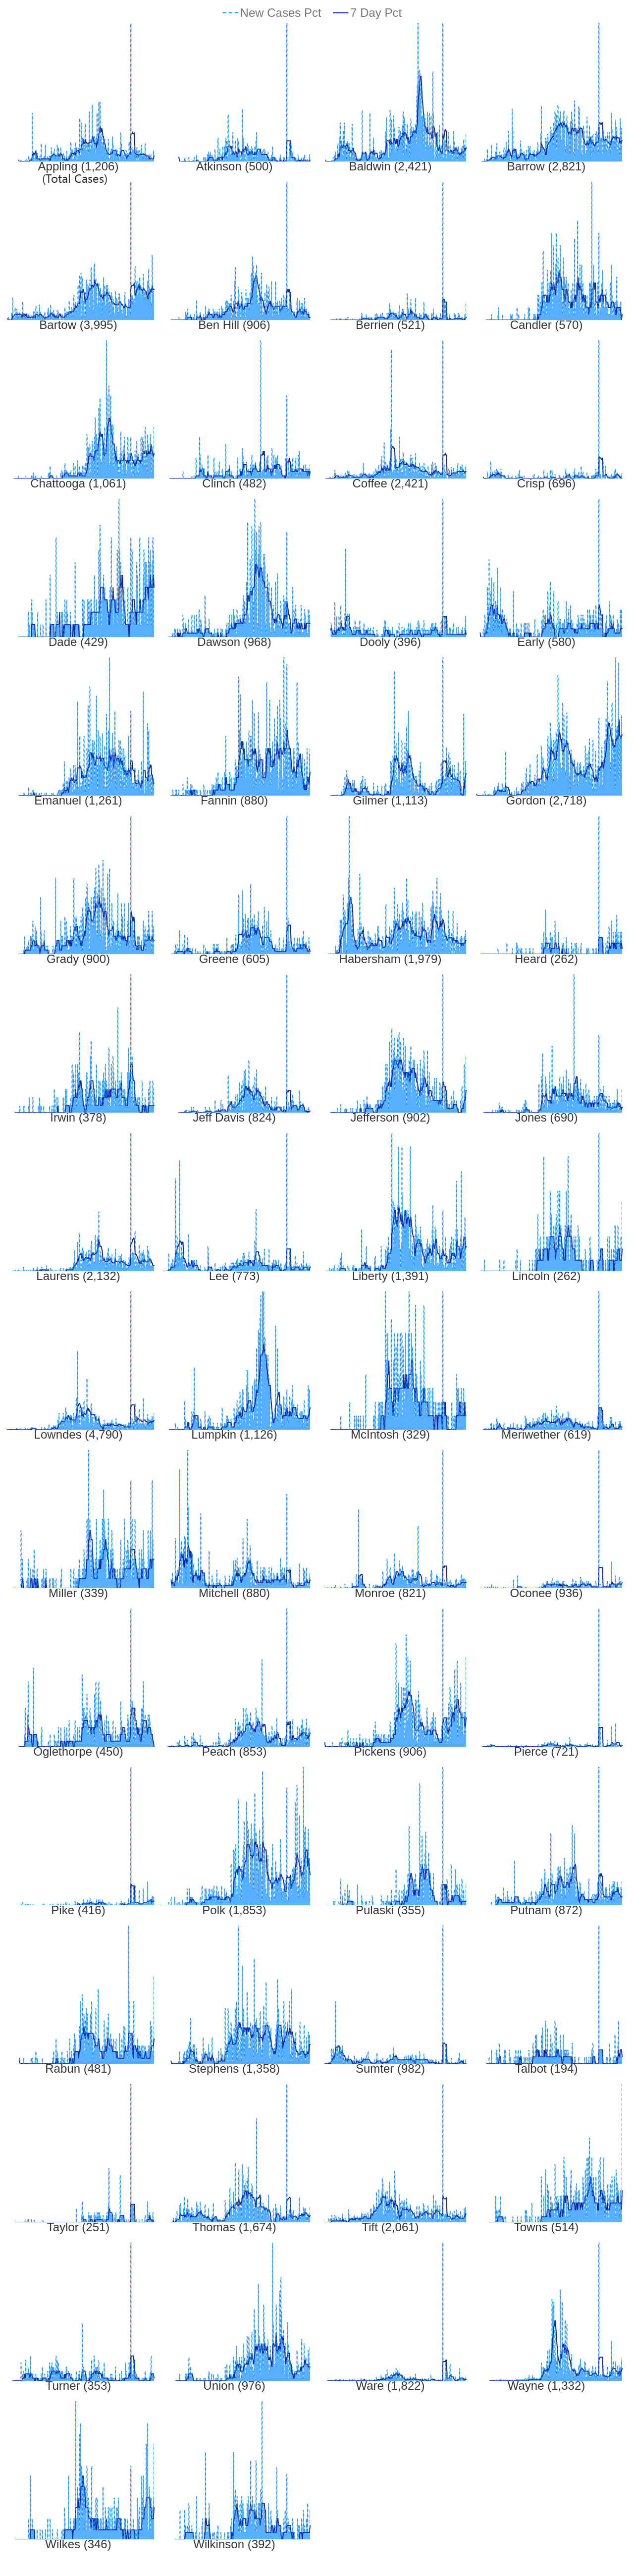 New Cases Pct 7 Day Pct
Appling (1,206) Atkinson (500) Baldwin (2,421) Barrow (2,821)
(Total Cases)
Bartow (3,995) Ben Hill (906) Berrien (521) Candler (570)
Chattooga (1,061) Clinch (482) Coffee (2,421) Crisp (696)
Dade (429) Dawson (968) Dooly (396) Early (580)
Emanuel (1,261) Fannin (880) Gilmer (1,113) Gordon (2,718)
Grady (900) Greene (605) Habersham (1,979) Heard (262)
Irwin (378) Jeff Davis (824) Jefferson (902) Jones (690)
Laurens (2,132) Lee (773) Liberty (1,391) Lincoln (262)
Lowndes (4,790) Lumpkin (1,126) McIntosh (329) Meriwether (619)
Miller (339) Mitchell (880) Monroe (821) Oconee (936)
Oglethorpe (450) Peach (853) Pickens (906) Pierce (721)
Pike (416) Polk (1,853) Pulaski (355) Putnam (872)
Rabun (481) Stephens (1,358) Sumter (982) Talbot (194)
Taylor (251) Thomas (1,674) Tift (2,061) Towns (514)
Turner (353) Union (976) Ware (1,822) Wayne (1,332)
Wilkes (346) Wilkinson (392)